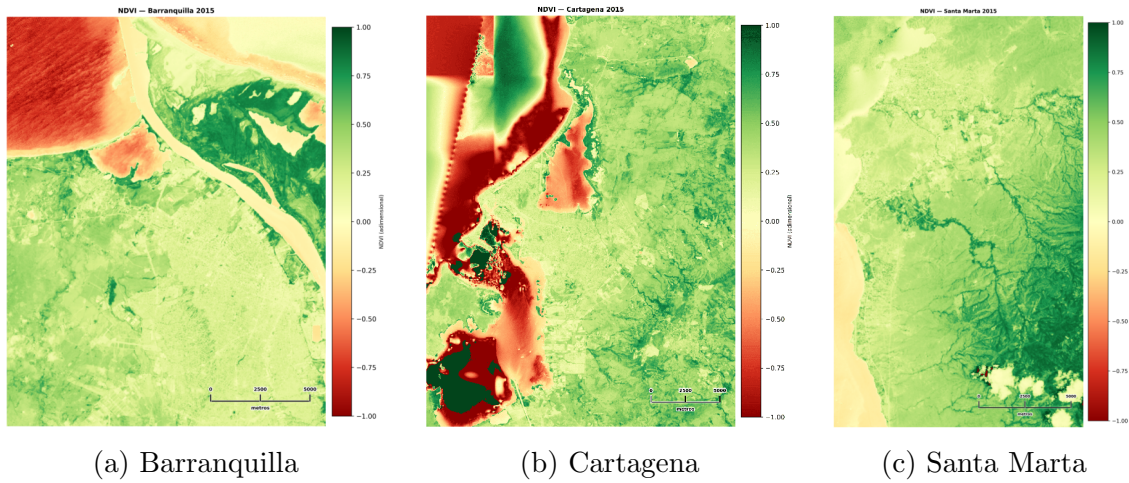 NDVI — Barranquilla 2015
1.00
0.75
0.50
0.25
0.00
−0.25
−0.50
−0.75
−1.00
NDVI (adimensional)
0 2500 5000
metros
NDVI — Cartagena 2015
1.00
0.75
0.50
0.25
0.00
−0.25
−0.50
−0.75
−1.00
NDVI (adimensional)
0 2500 5000
metros
NDVI — Santa Marta 2015
1.00
0.75
0.50
0.25
0.00
−0.25
−0.50
−0.75
−1.00
0 2500 5000
metros
(a) Barranquilla
(b) Cartagena
(c) Santa Marta